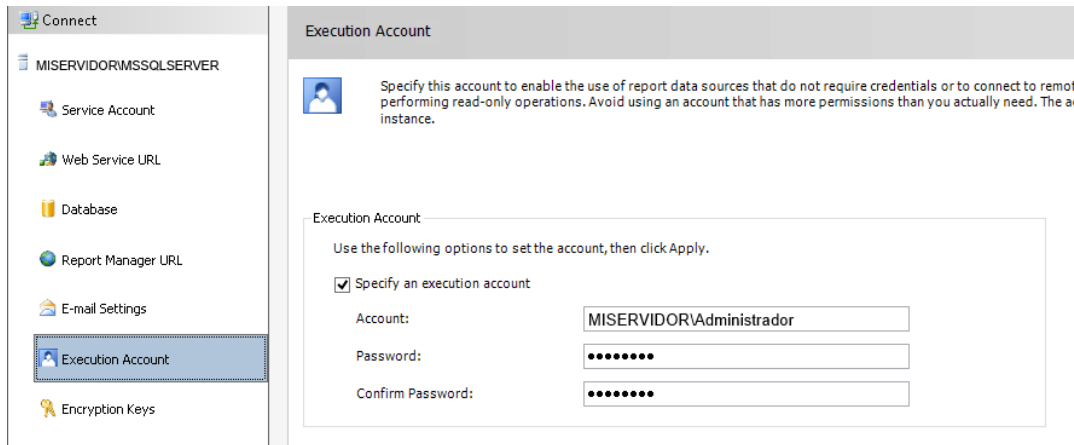 Connect
MISERVIDOR\MSSQLSERVER
Service Account
Web Service URL
Database
Report Manager URL
E-mail Settings
Execution Account
Encryption Keys
Execution Account
Specify this account to enable the use of report data sources that do not require credentials or to connect to remot
performing read-only operations. Avoid using an account that has more permissions than you actually need. The a
instance.
Execution Account
Use the following options to set the account, then click Apply.
Specify an execution account
Account:
MISERVIDOR\Administrador
Password:
●●●●●●●●
Confirm Password:
●●●●●●●●